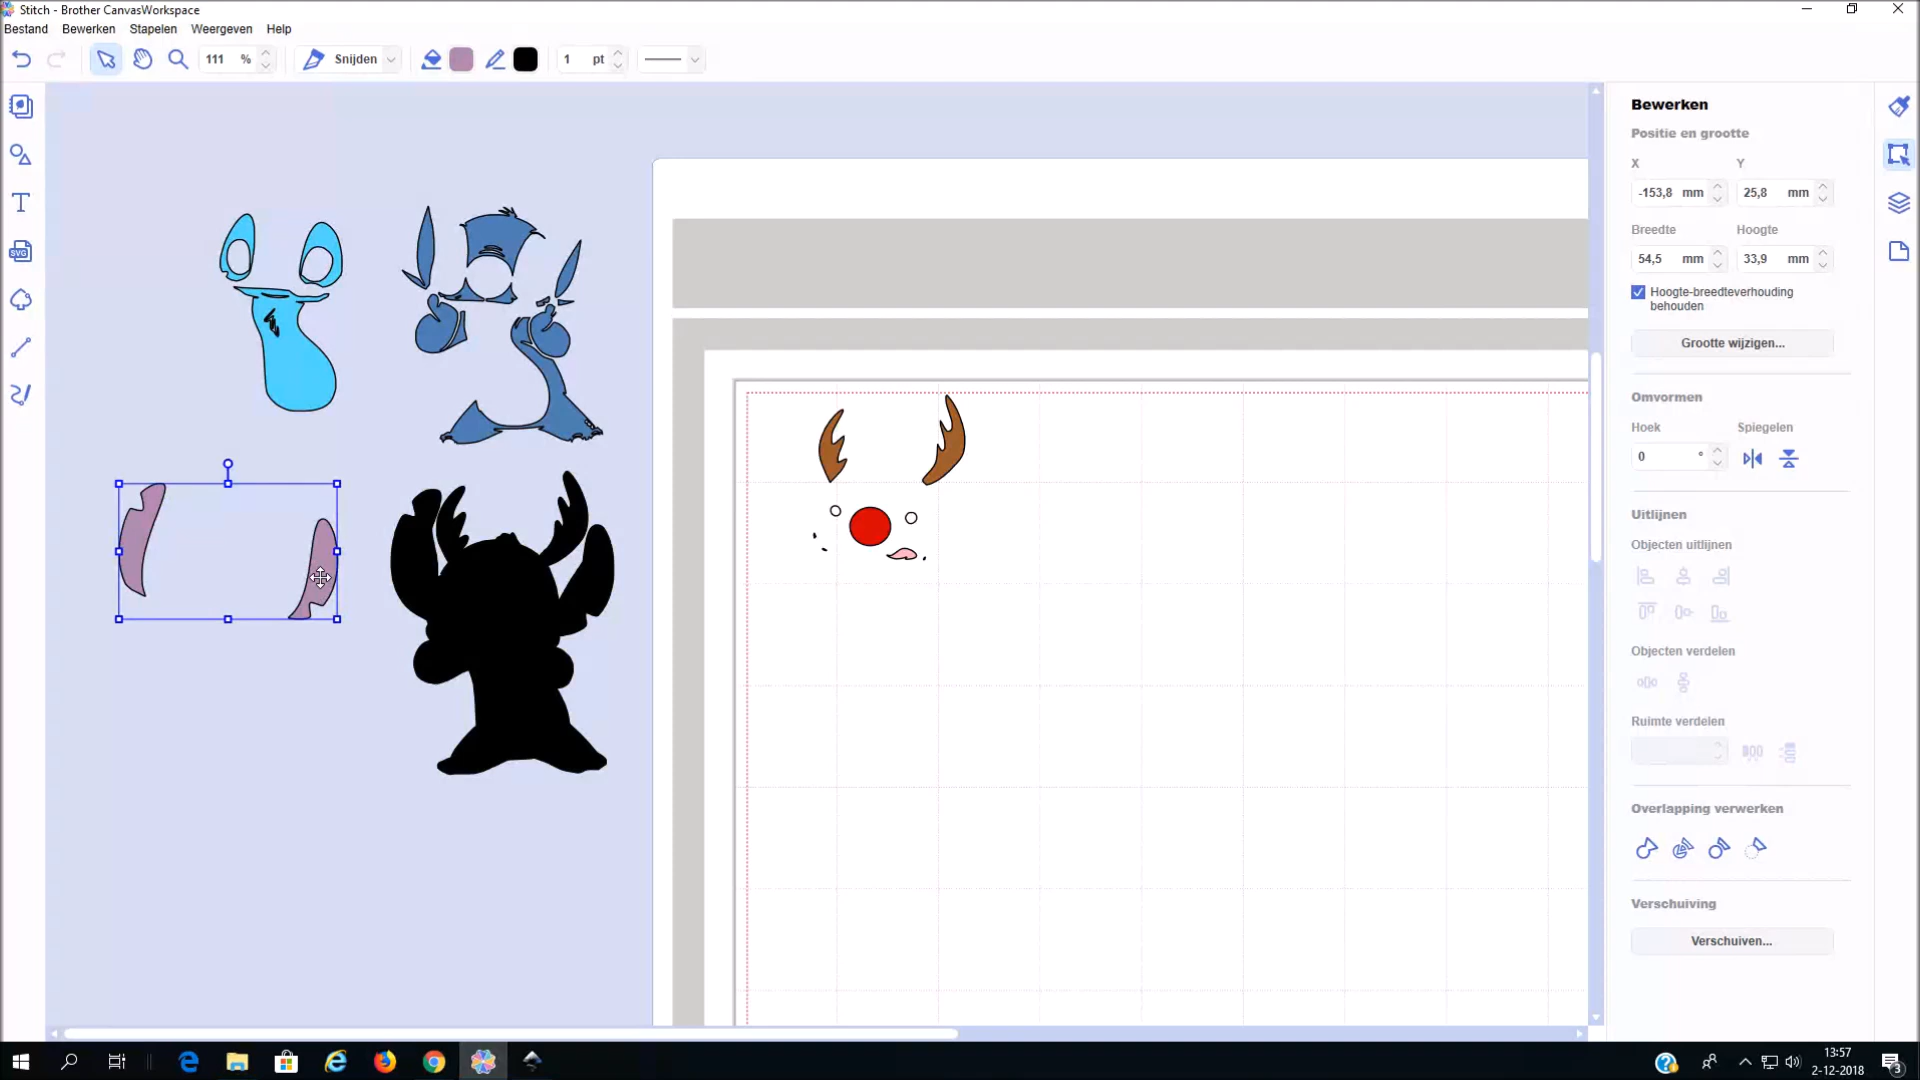 Stitch - Brother CanvasWorkspace
Bestand Bewerken Stapelen Weergeven Help
111 % Snijden 1 pt
Bewerken
Positie en grootte
X Y
-153,8 mm 25,8 mm
Breedte Hoogte
54,5 mm 33,9 mm
Hoogte-breedteverhouding
behouden
Grootte wijzigen...
Omvormen
Hoek Spiegelen
0 °
Uitlijnen
Objecten uitlijnen
Objecten verdelen
Ruimte verdelen
Overlapping verwerken
Verschuiving
Verschuiven...
SVG
13:57
2-12-2018
3